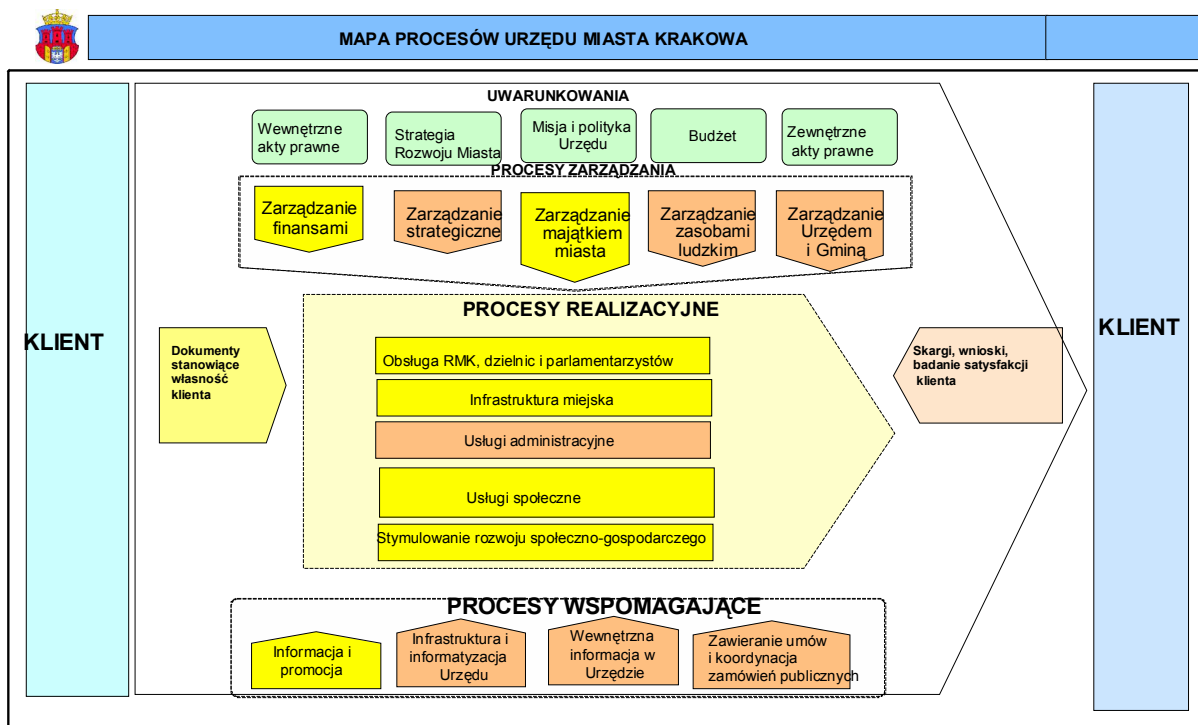 MAPA PROCESÓW URZĘDU MIASTA KRAKOWA
UWARUNKOWANIA
Wewnętrzne
akty prawne
Strategia
Rozwoju Miasta
Misja i polityka
Urzędu
Budżet
Zewnętrzne
akty prawne
PROCESY ZARZĄDZANIA
Zarządzanie
finansami
Zarządzanie
strategiczne
Zarządzanie
majątkiem
miasta
Zarządzanie
zasobami
ludzkim
Zarządzanie
Urzędem
i Gminą
KLIENT
Dokumenty
stanowiące
własność
klienta
PROCESY REALIZACYJNE
Obsługa RMK, dzielnic i parlamentarzystów
Infrastruktura miejska
Usługi administracyjne
Usługi społeczne
Stymulowanie rozwoju społeczno-gospodarczego
Skargi, wnioski,
badanie satysfakcji
klienta
KLIENT
PROCESY WSPOMAGAJĄCE
Informacja i
promocja
Infrastruktura i
informatyzacja
Urzędu
Wewnętrzna
informacja w
Urzędzie
Zawieranie umów
i koordynacja
zamówień publicznych